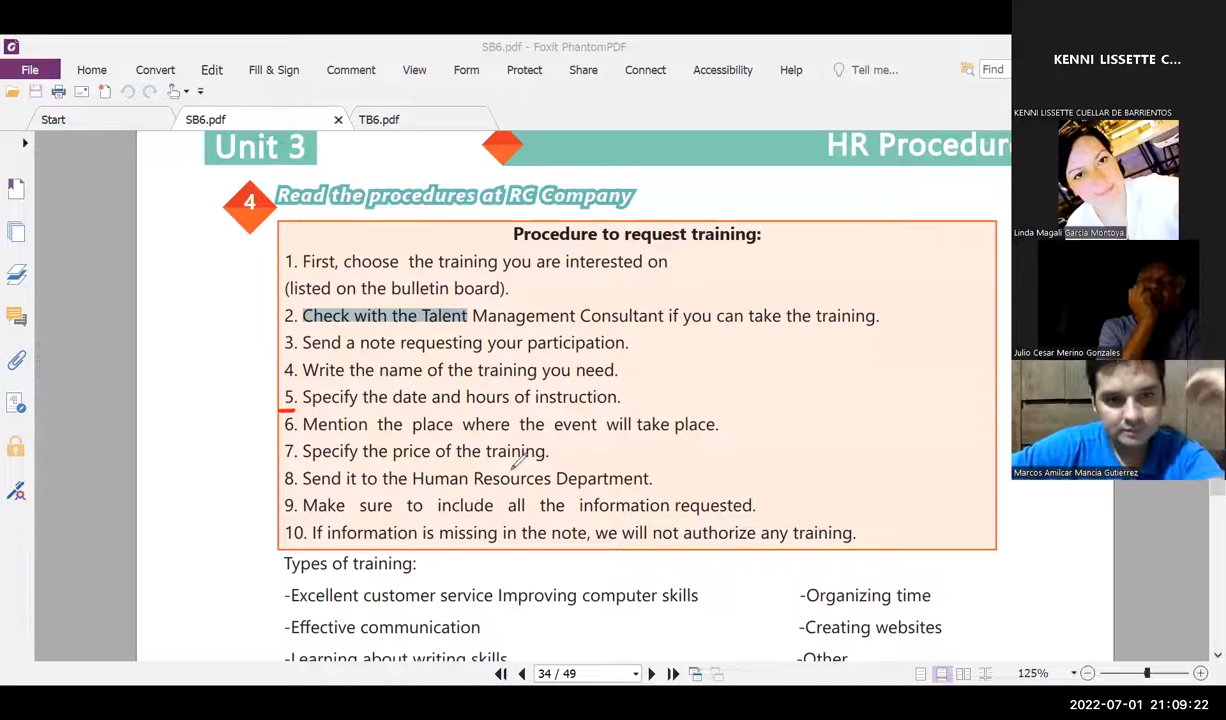 SB6.pdf - Foxit PhantomPDF
File Home Convert Edit Fill & Sign Comment View Form Protect Share Connect Accessibility Help Tell me... Find
Start SB6.pdf TB6.pdf
Unit 3 HR Procedur
4 Read the procedures at RC Company
Procedure to request training:
1. First, choose the training you are interested on
(listed on the bulletin board).
2. Check with the Talent Management Consultant if you can take the training.
3. Send a note requesting your participation.
4. Write the name of the training you need.
5. Specify the date and hours of instruction.
6. Mention the place where the event will take place.
7. Specify the price of the training.
8. Send it to the Human Resources Department.
9. Make sure to include all the information requested.
10. If information is missing in the note, we will not authorize any training.
Types of training:
-Excellent customer service Improving computer skills -Organizing time
-Effective communication -Creating websites
-Learning about writing skills -Other
34 / 49 125%
KENNI LISSETTE C...
KENNI LISSETTE CUELLAR DE BARRIENTOS
Linda Magali Garcia Montoya
Julio Cesar Merino Gonzales
Marcos Amilcar Mancia Gutierrez
2022-07-01 21:09:22